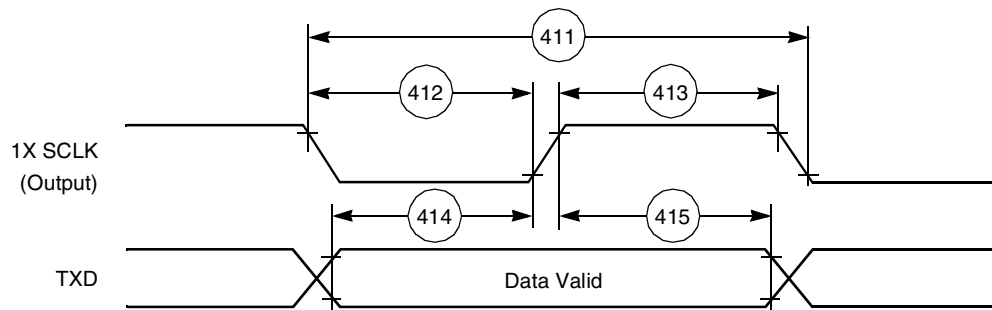 411
412
413
1X SCLK
(Output)
414
415
TXD
Data Valid